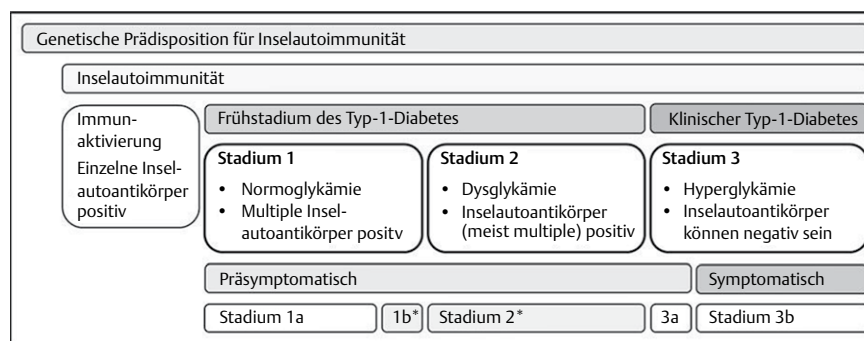 Genetische Prädisposition für Inselautoimmunität
Inselautoimmunität
Immun-
aktivierung
Einzelne Insel-
autoantikörper
positiv
Frühstadium des Typ-1-Diabetes
Klinischer Typ-1-Diabetes
Stadium 1
• Normoglykämie
• Multiple Insel-
autoantikörper positv
Stadium 2
• Dysglykämie
• Inselautoantikörper
(meist multiple) positiv
Stadium 3
• Hyperglykämie
• Inselautoantikörper
können negativ sein
Präsymptomatisch
Symptomatisch
Stadium 1a
1b*
Stadium 2*
3a
Stadium 3b